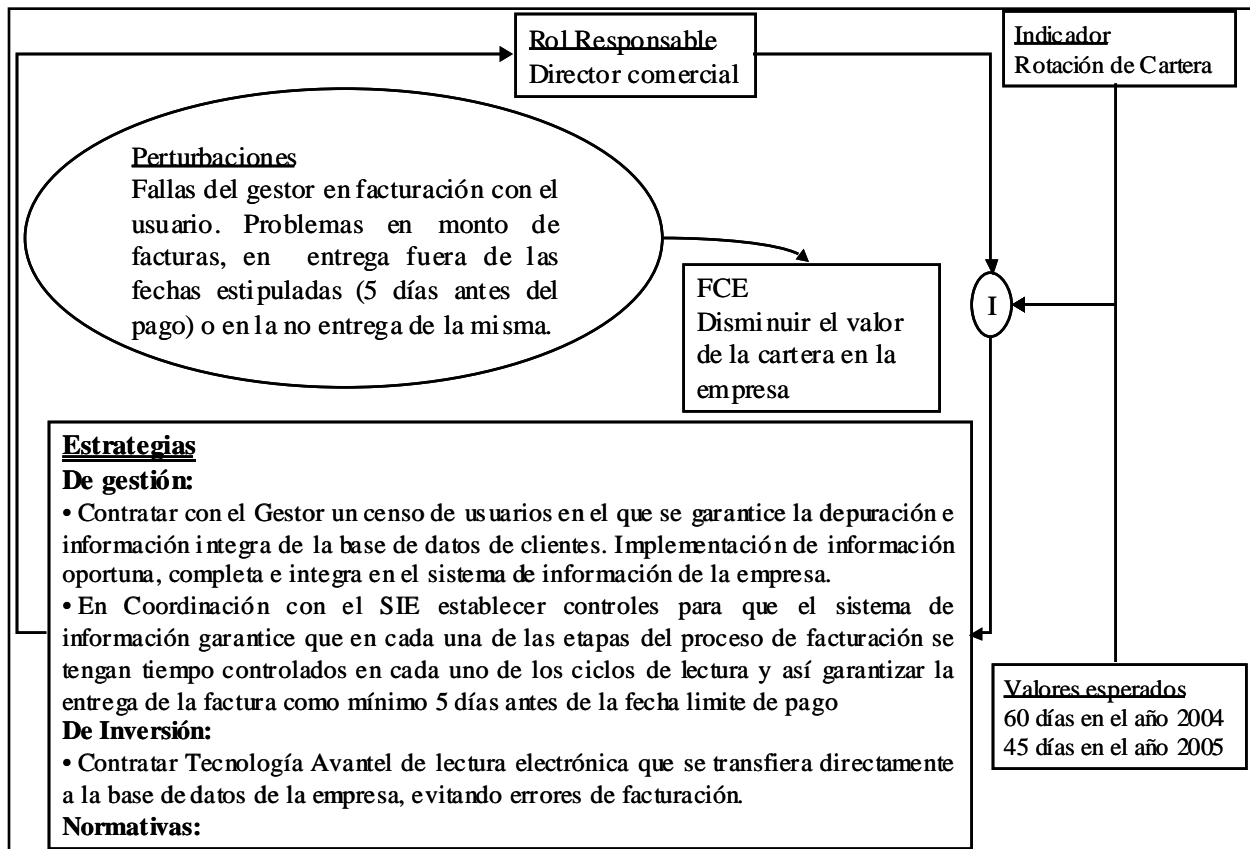 Rol Responsable
Director comercial
Indicador
Rotación de Cartera
Perturbaciones
Fallas del gestor en facturación con el
usuario. Problemas en monto de
facturas, en entrega fuera de las
fechas estipuladas (5 días antes del
pago) o en la no entrega de la misma.
FCE
Disminuir el valor
de la cartera en la
empresa
I
Estrategias
De gestión:
• Contratar con el Gestor un censo de usuarios en el que se garantice la depuración e
información integra de la base de datos de clientes. Implementación de información
oportuna, completa e integra en el sistema de información de la empresa.
• En Coordinación con el SIE establecer controles para que el sistema de
información garantice que en cada una de las etapas del proceso de facturación se
tengan tiempo controlados en cada uno de los ciclos de lectura y así garantizar la
entrega de la factura como mínimo 5 días antes de la fecha limite de pago
De Inversión:
• Contratar Tecnología Avantel de lectura electrónica que se transfiera directamente
a la base de datos de la empresa, evitando errores de facturación.
Normativas:
Valores esperados
60 días en el año 2004
45 días en el año 2005